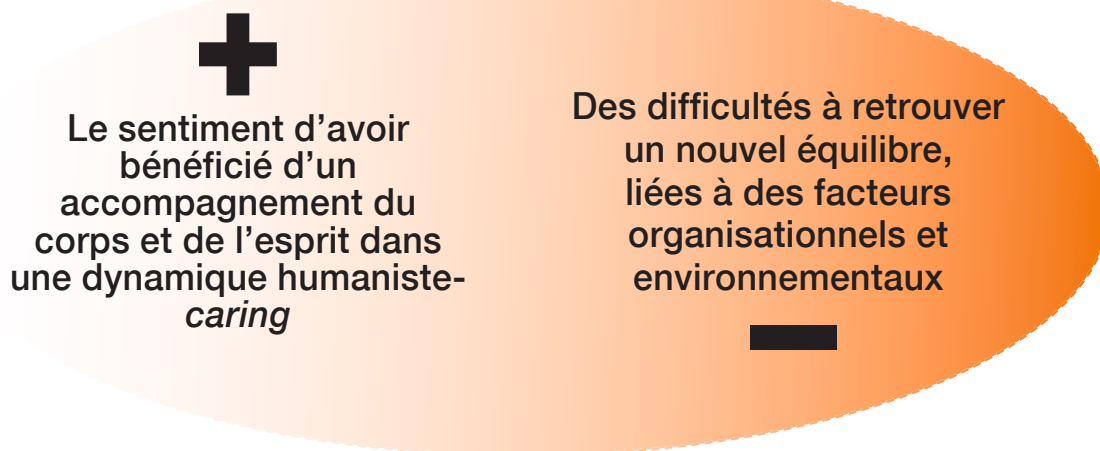 Le sentiment d’avoir
bénéficié d’un
accompagnement du
corps et de l’esprit dans
une dynamique humaniste-
caring
Des difficultés à retrouver
un nouvel équilibre,
liées à des facteurs
organisationnels et
environnementaux